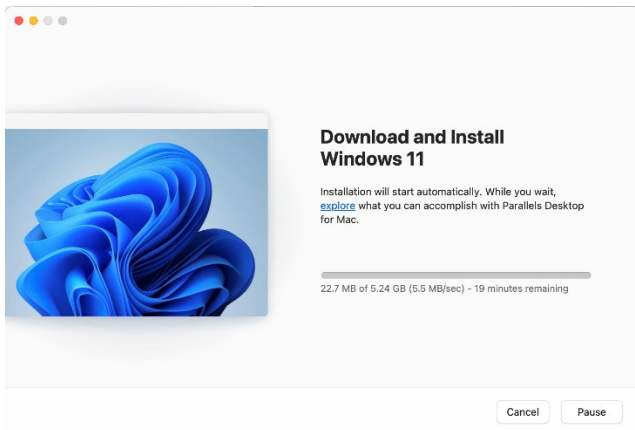 Download and Install
Windows 11
Installation will start automatically. While you wait,
explore what you can accomplish with Parallels Desktop
for Mac.
22.7 MB of 5.24 GB (5.5 MB/sec) - 19 minutes remaining
Cancel
Pause